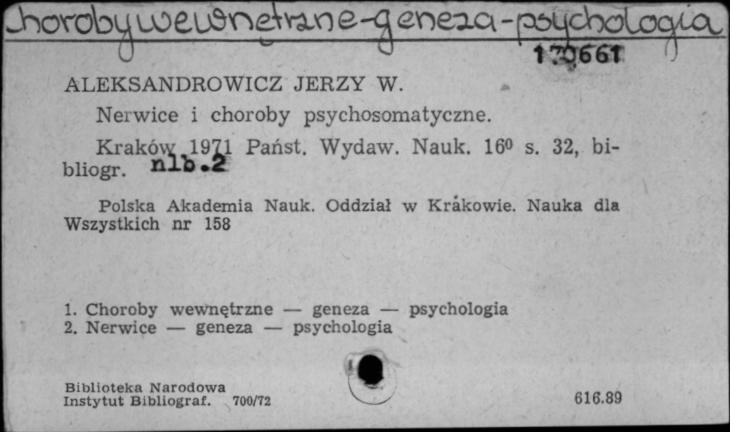 choroby wewnętrzne-geneza-psychologia
170661
ALEKSANDROWICZ JERZY W.
Nerwice i choroby psychosomatyczne.
Kraków 1971 Państ. Wydaw. Nauk. 16⁰ s. 32, bi-
bliogr. nlb.2
Polska Akademia Nauk. Oddział w Krakowie. Nauka dla
Wszystkich nr 158
1. Choroby wewnętrzne — geneza — psychologia
2. Nerwice — geneza — psychologia
Biblioteka Narodowa
Instytut Bibliograf. 700/72
616.89